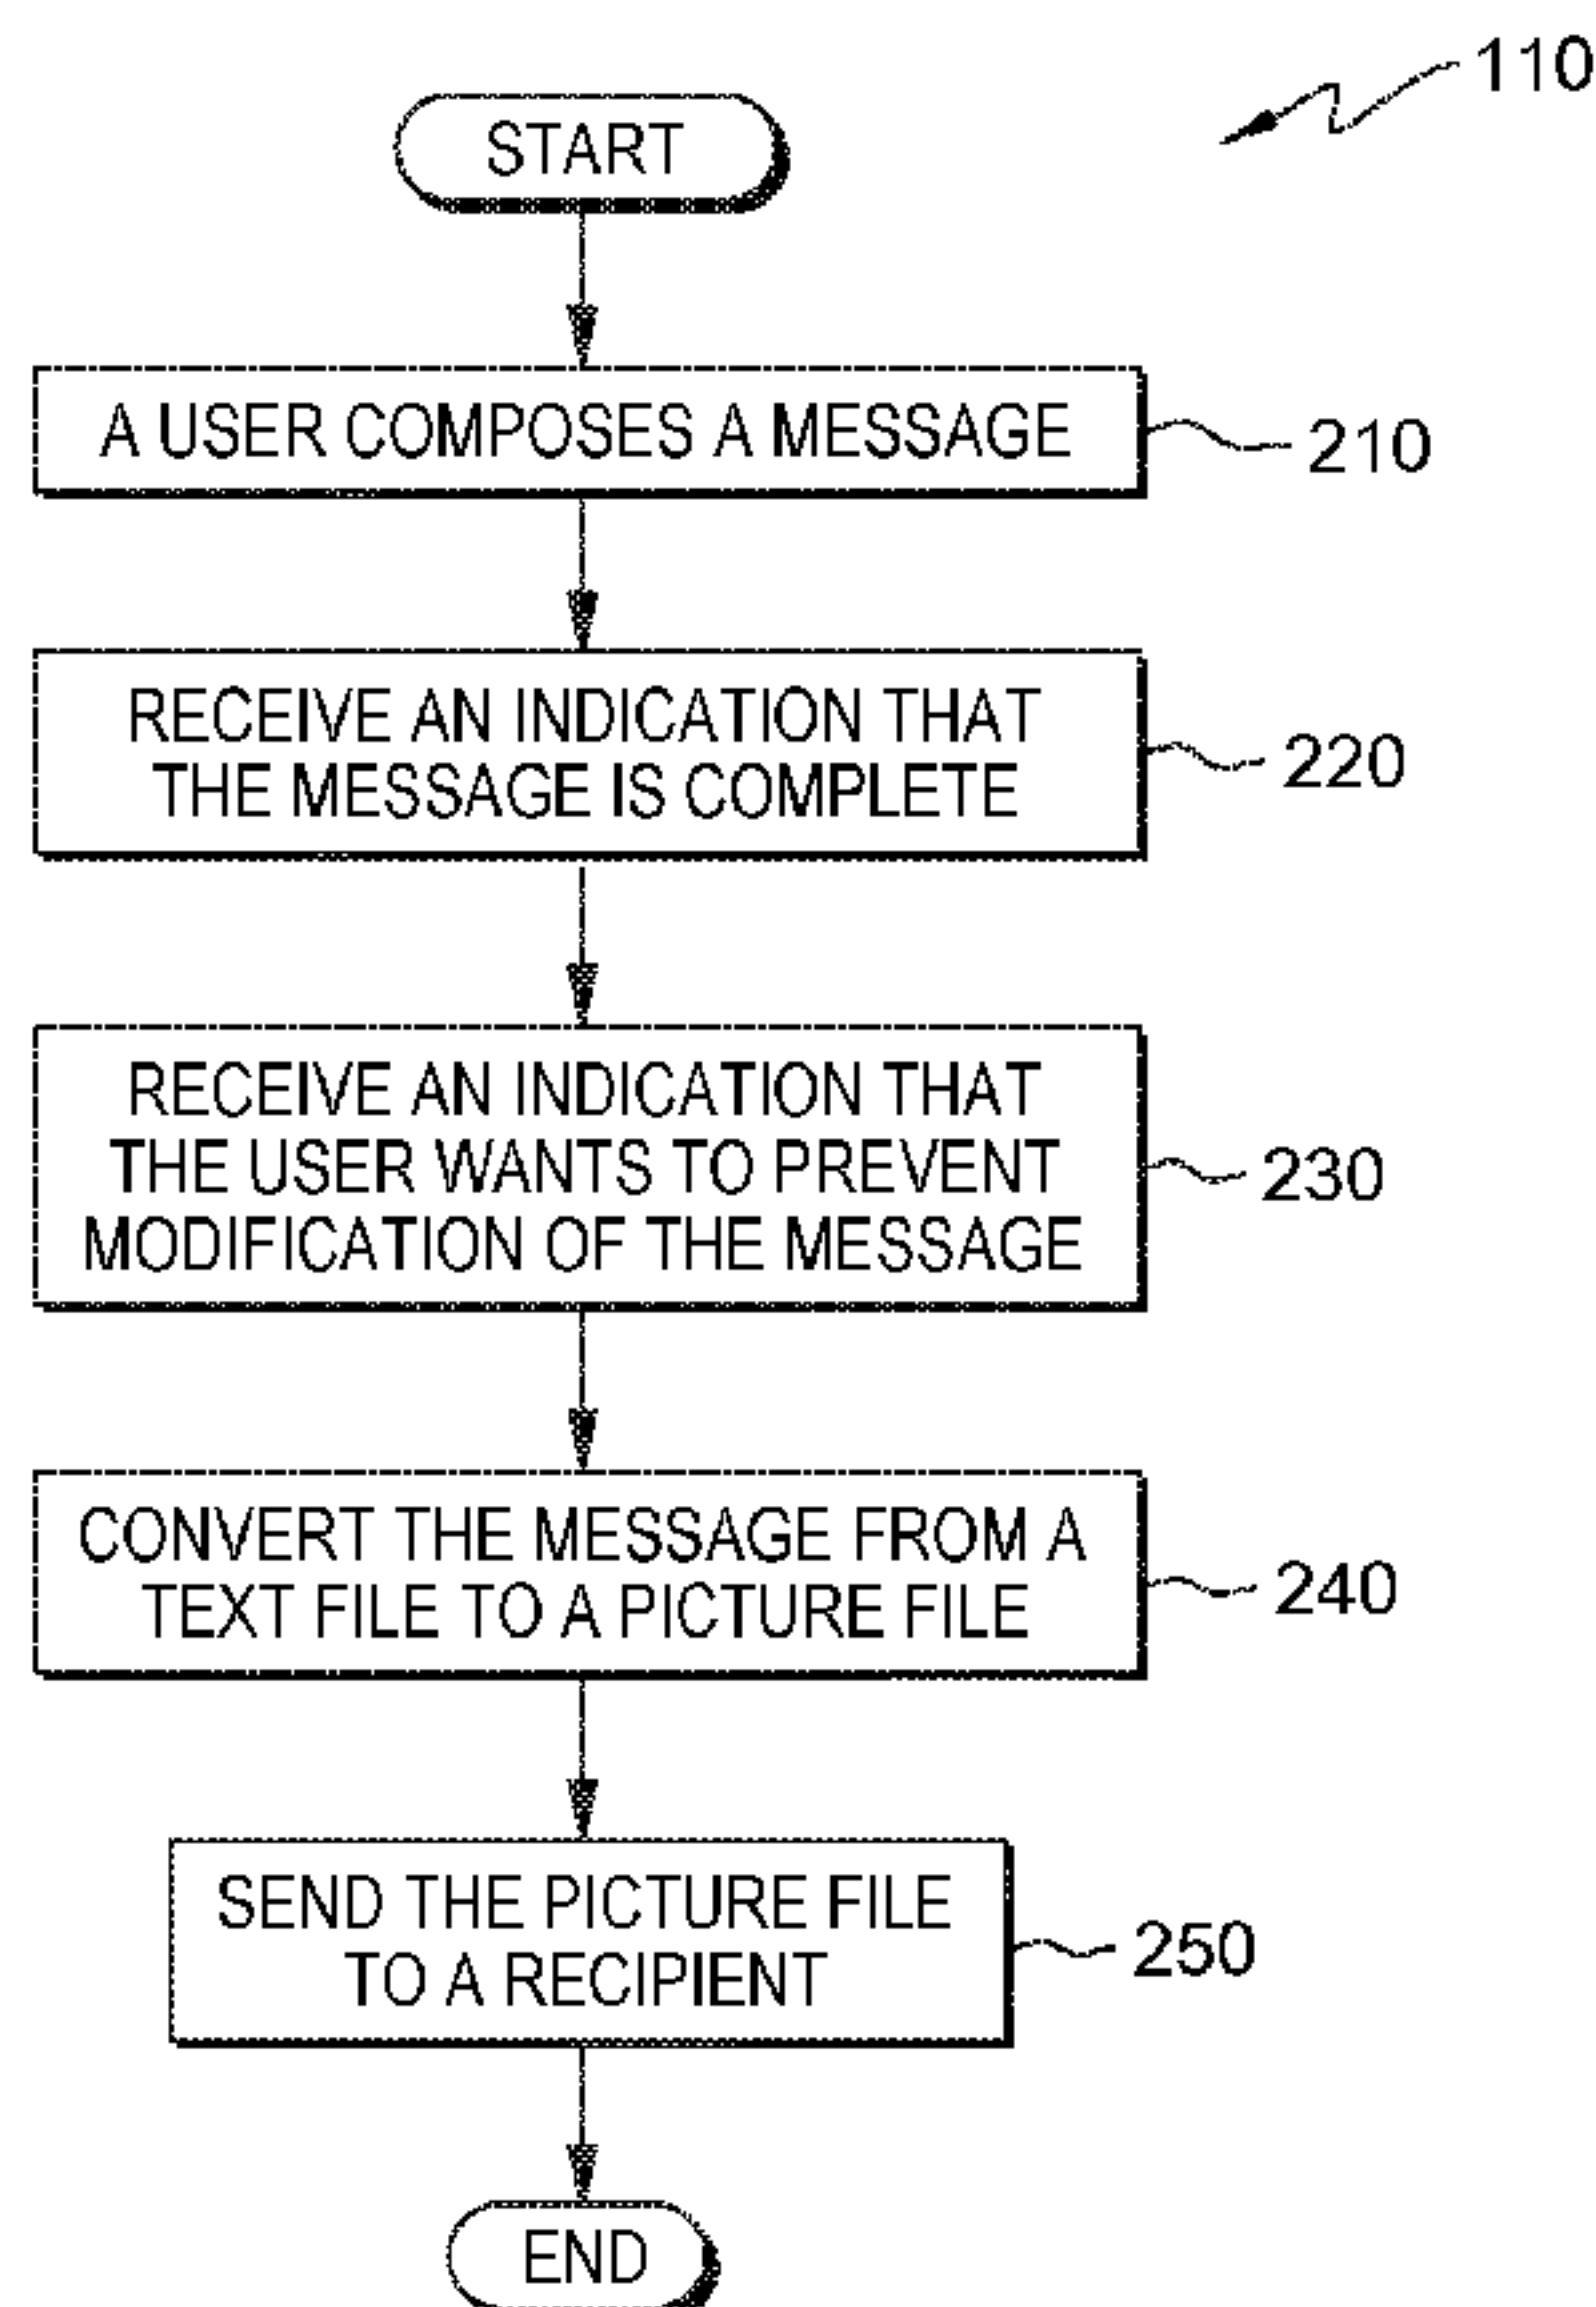 110
START
A USER COMPOSES A MESSAGE
210
RECEIVE AN INDICATION THAT
THE MESSAGE IS COMPLETE
220
RECEIVE AN INDICATION THAT
THE USER WANTS TO PREVENT
MODIFICATION OF THE MESSAGE
230
CONVERT THE MESSAGE FROM A
TEXT FILE TO A PICTURE FILE
240
SEND THE PICTURE FILE
TO A RECIPIENT
250
END